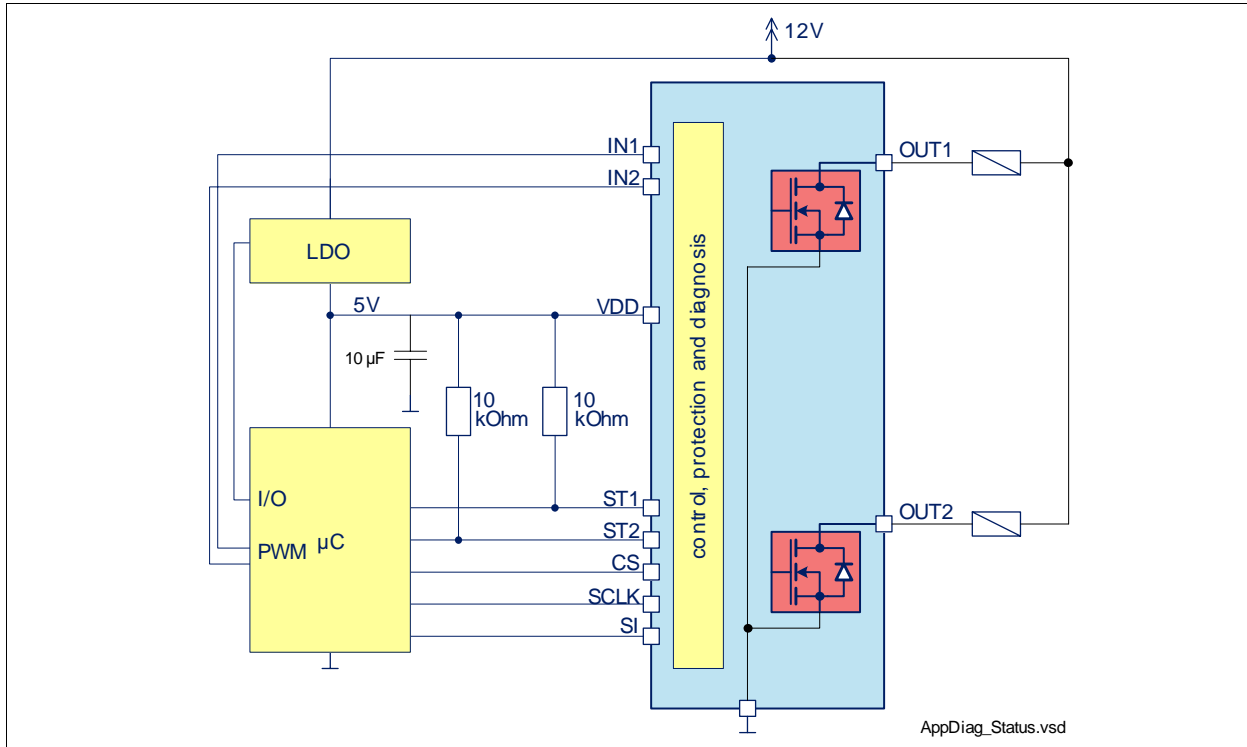 12V
IN1
OUT1
IN2
LDO
5V
VDD
10 µF
10
kOhm
10
kOhm
control, protection and diagnosis
I/O
PWM
µC
ST1
ST2
CS
SCLK
SI
OUT2
AppDiag_Status.vsd